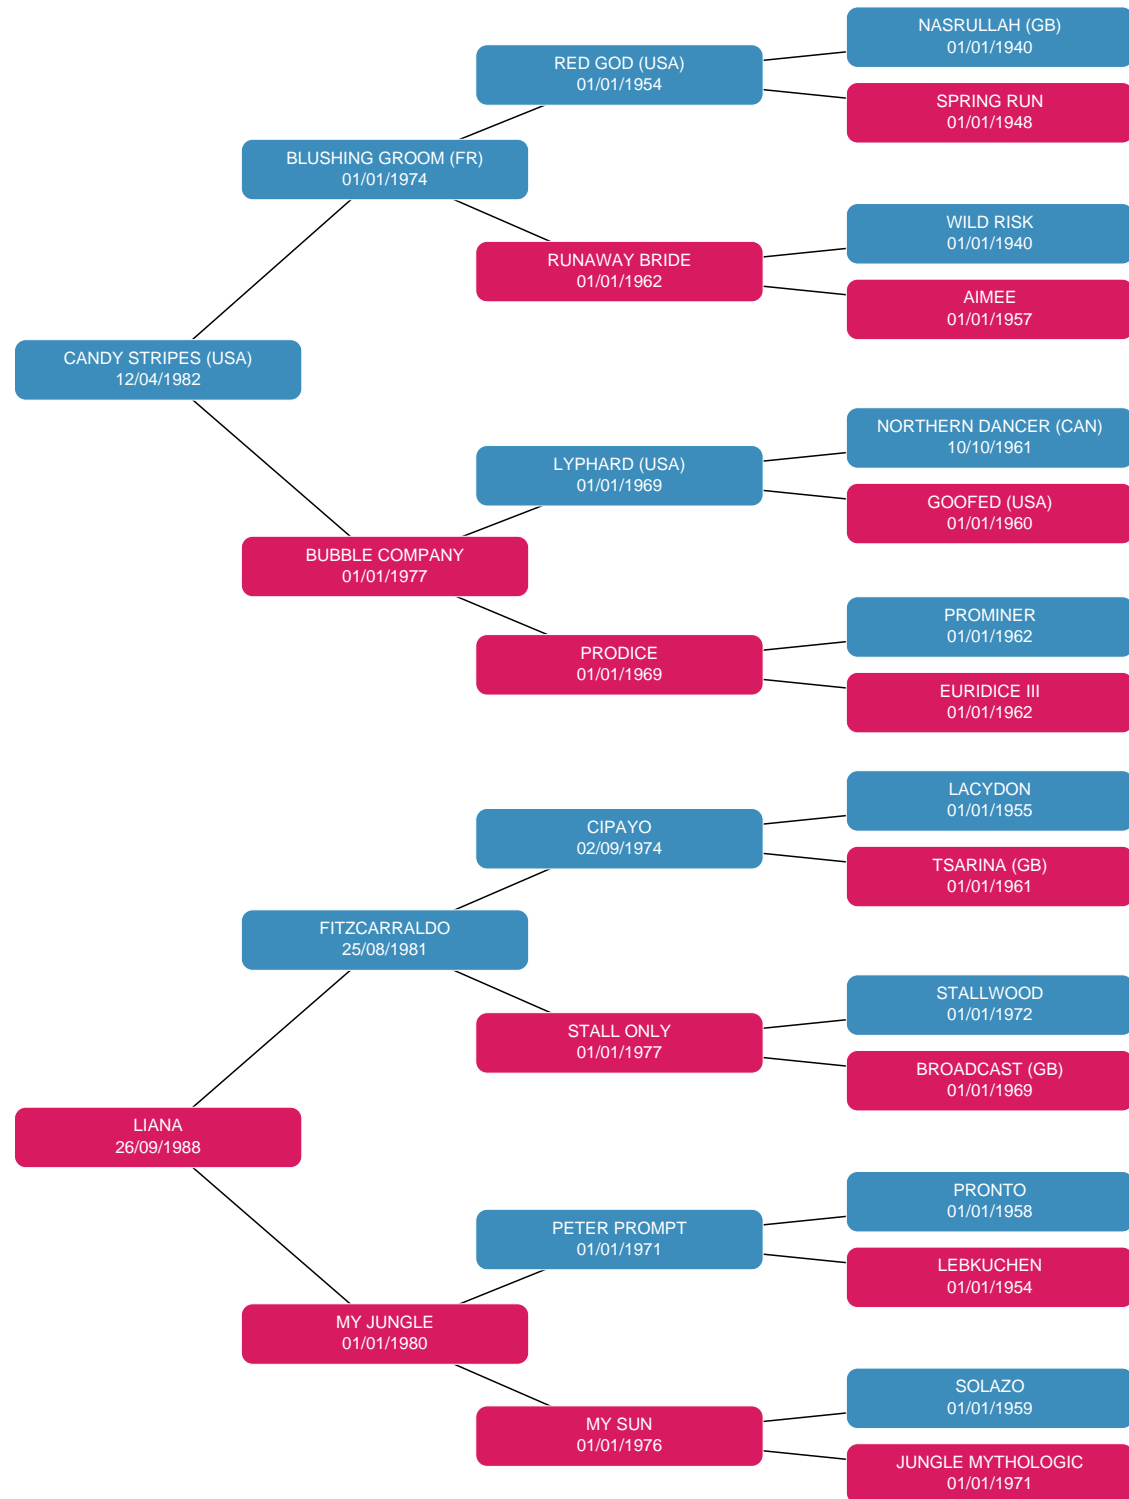 NASRULLAH (GB)
01/01/1940
RED GOD (USA)
01/01/1954
SPRING RUN
01/01/1948
BLUSHING GROOM (FR)
01/01/1974
WILD RISK
01/01/1940
RUNAWAY BRIDE
01/01/1962
AIMEE
01/01/1957
CANDY STRIPES (USA)
12/04/1982
NORTHERN DANCER (CAN)
10/10/1961
LYPHARD (USA)
01/01/1969
GOOFED (USA)
01/01/1960
BUBBLE COMPANY
01/01/1977
PROMINER
01/01/1962
PRODICE
01/01/1969
EURIDICE III
01/01/1962
LACYDON
01/01/1955
CIPAYO
02/09/1974
TSARINA (GB)
01/01/1961
FITZCARRALDO
25/08/1981
STALLWOOD
01/01/1972
STALL ONLY
01/01/1977
BROADCAST (GB)
01/01/1969
LIANA
26/09/1988
PRONTO
01/01/1958
PETER PROMPT
01/01/1971
LEBKUCHEN
01/01/1954
MY JUNGLE
01/01/1980
SOLAZO
01/01/1959
MY SUN
01/01/1976
JUNGLE MYTHOLOGIC
01/01/1971